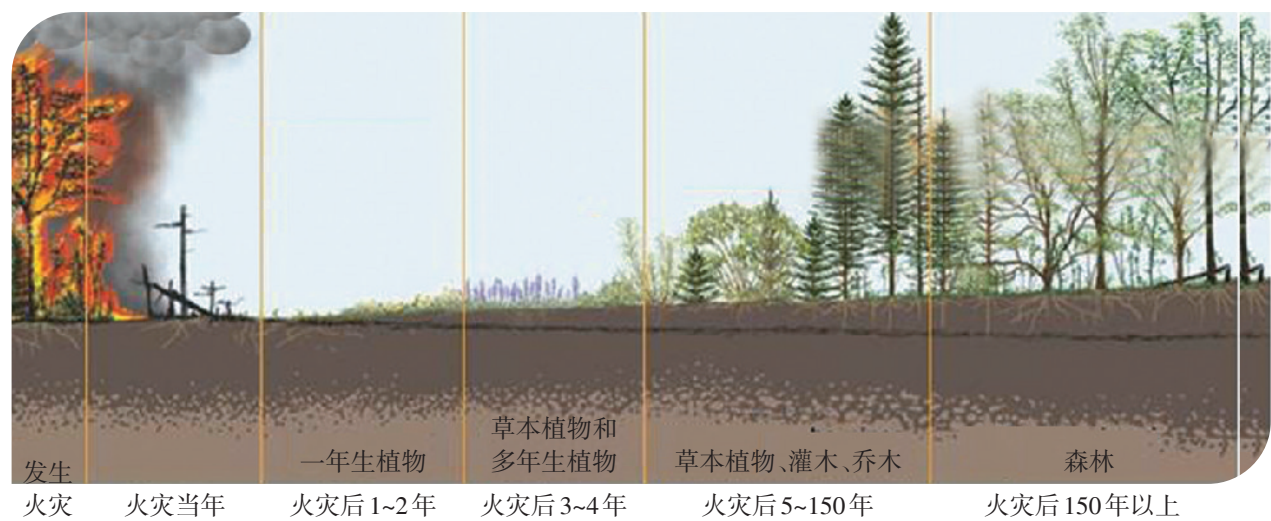 发生
火灾
火灾当年
一年生植物
火灾后1~2年
草本植物和
多年生植物
火灾后3~4年
草本植物、灌木、乔木
火灾后5~150年
森林
火灾后150年以上